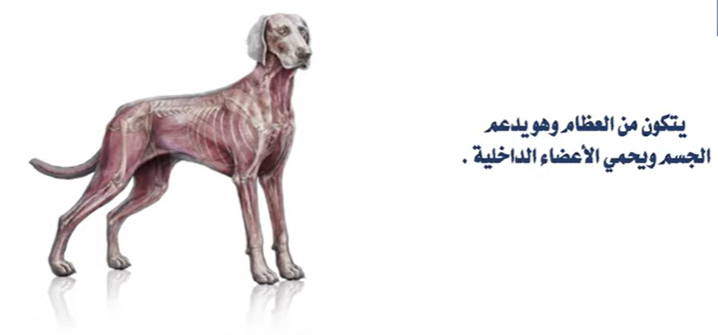 يتكون من العظام وهو يدعم
الجسم ويحمي الأعضاء الداخلية .